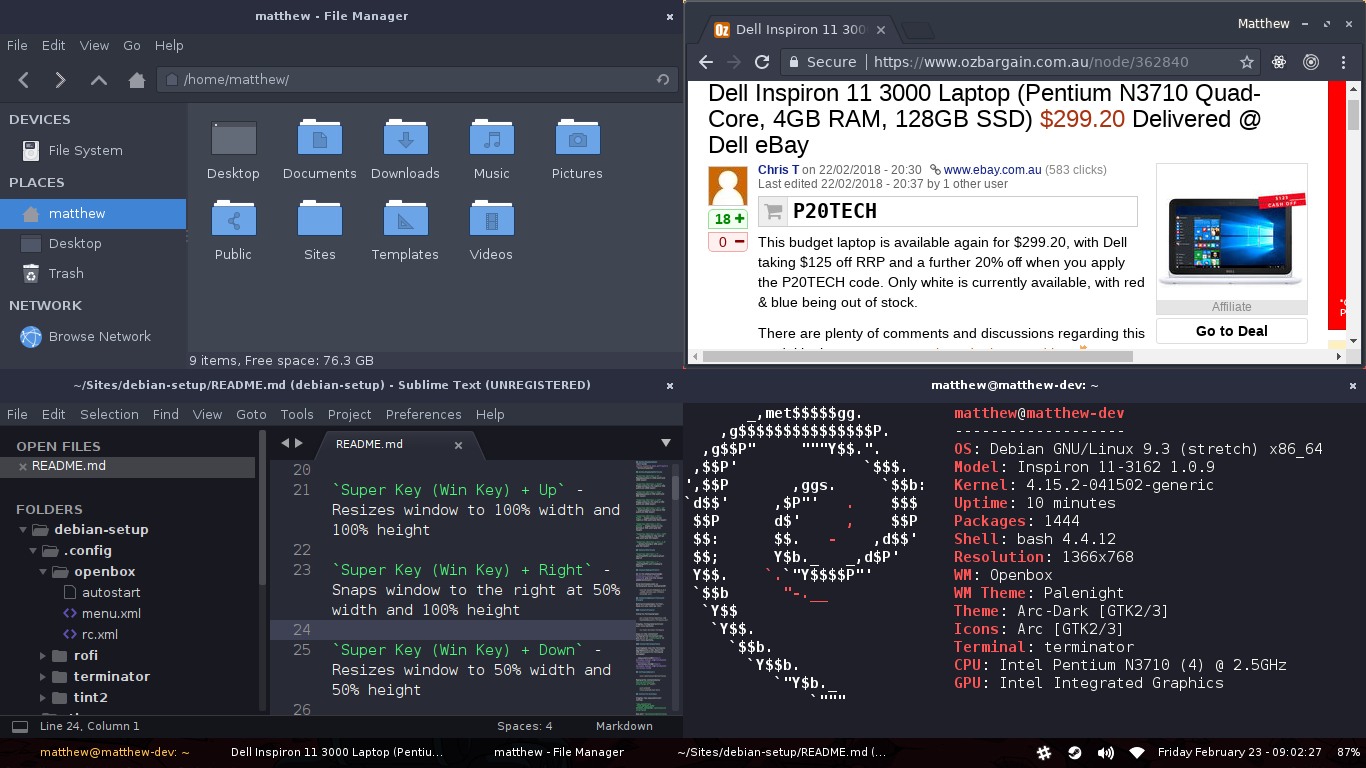 matthew - File Manager
File Edit View Go Help
/home/matthew/
DEVICES
File System
PLACES
matthew
Desktop
Trash
NETWORK
Browse Network
Desktop Documents Downloads Music Pictures
Public Sites Templates Videos
9 items, Free space: 76.3 GB
Matthew
Dell Inspiron 11 300
Secure https://www.ozbargain.com.au/node/362840
Dell Inspiron 11 3000 Laptop (Pentium N3710 Quad-
Core, 4GB RAM, 128GB SSD) $299.20 Delivered @
Dell eBay
Chris T on 22/02/2018 - 20:30 www.ebay.com.au (583 clicks)
Last edited 22/02/2018 - 20:37 by 1 other user
18 +
0 −
P20TECH
This budget laptop is available again for $299.20, with Dell
taking $125 off RRP and a further 20% off when you apply
the P20TECH code. Only white is currently available, with red
& blue being out of stock.
There are plenty of comments and discussions regarding this
$125
CASH OFF
Affiliate
Go to Deal
~/Sites/debian-setup/README.md (debian-setup) - Sublime Text (UNREGISTERED)
File Edit Selection Find View Goto Tools Project Preferences Help
OPEN FILES
README.md
FOLDERS
debian-setup
.config
openbox
autostart
menu.xml
rc.xml
rofi
terminator
tint2
README.md
20
21 `Super Key (Win Key) + Up` -
Resizes window to 100% width and
100% height
22
23 `Super Key (Win Key) + Right` -
Snaps window to the right at 50%
width and 100% height
24
25 `Super Key (Win Key) + Down` -
Resizes window to 50% width and
50% height
26
Line 24, Column 1 Spaces: 4 Markdown
matthew@matthew-dev: ~
_,met$$$$$gg.
,g$$$$$$$$$$$$$$$P.
,g$$P" """Y$$.".
,$$P' `$$$.
',$$P ,ggs. `$$b:
`d$$' ,$P"' . $$$
$$P d$' , $$P
$$: $$. - ,d$$'
$$; Y$b._ _,d$P'
Y$$. `.`"Y$$$$P"'
`$$b "-.__
`Y$$
`Y$$.
`$$b.
`Y$$b.
`"Y$b._
`"""
matthew@matthew-dev
-------------------
OS: Debian GNU/Linux 9.3 (stretch) x86_64
Model: Inspiron 11-3162 1.0.9
Kernel: 4.15.2-041502-generic
Uptime: 10 minutes
Packages: 1444
Shell: bash 4.4.12
Resolution: 1366x768
WM: Openbox
WM Theme: Palenight
Theme: Arc-Dark [GTK2/3]
Icons: Arc [GTK2/3]
Terminal: terminator
CPU: Intel Pentium N3710 (4) @ 2.5GHz
GPU: Intel Integrated Graphics
matthew@matthew-dev: ~ Dell Inspiron 11 3000 Laptop (Pentiu... matthew - File Manager ~/Sites/debian-setup/README.md (... Friday February 23 - 09:02:27 87%